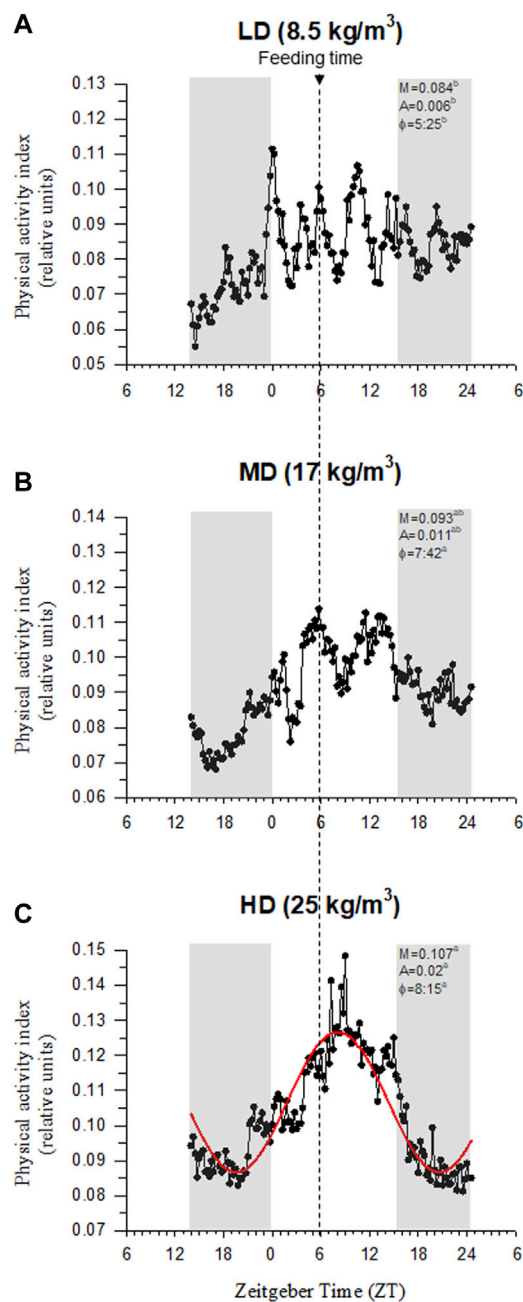 A
LD (8.5 kg/m³)
Feeding time
M=0.084ᵇ
A=0.006ᵇ
ϕ=5:25ᵇ
Physical activity index
(relative units)
0.13
0.12
0.11
0.10
0.09
0.08
0.07
0.06
0.05
6 12 18 0 6 12 18 24 6
B
MD (17 kg/m³)
M=0.093ᵃᵇ
A=0.011ᵃᵇ
ϕ=7:42ᵃ
Physical activity index
(relative units)
0.14
0.13
0.12
0.11
0.10
0.09
0.08
0.07
0.06
6 12 18 0 6 12 18 24 6
C
HD (25 kg/m³)
M=0.107ᵃ
A=0.02ᵃ
ϕ=8:15ᵃ
Physical activity index
(relative units)
0.15
0.14
0.13
0.12
0.11
0.10
0.09
0.08
0.07
6 12 18 0 6 12 18 24 6
Zeitgeber Time (ZT)